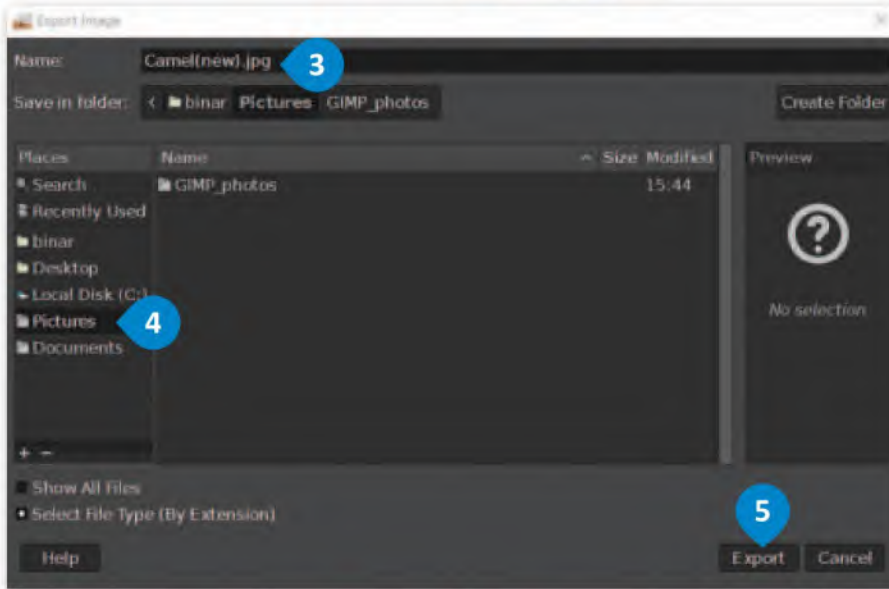 Export Image
Name: Camel(new).jpg 3
Save in folder: < binar Pictures GIMP_photos Create Folder
Places Name Size Modified Preview
Search GIMP_photos 15:44
Recently Used
binar
Desktop
Local Disk (C:)
Pictures 4
Documents
No selection
+ −
Show All Files
Select File Type (By Extension)
5
Help Export Cancel